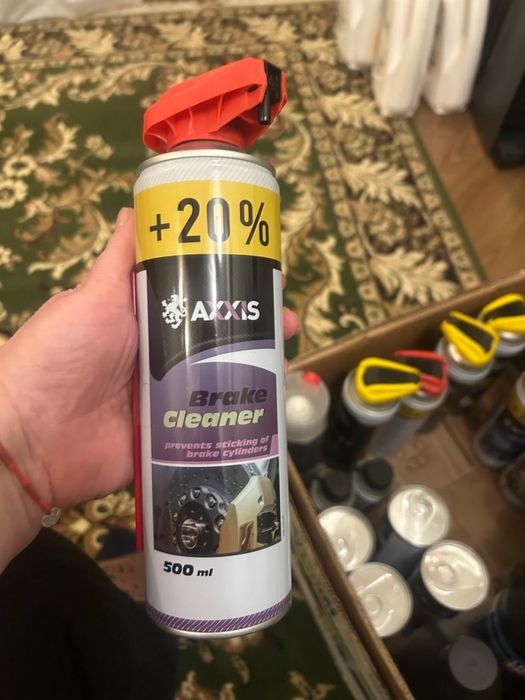 +20%
AXXIS
Brake
Cleaner
prevents sticking of
brake cylinders
500 ml